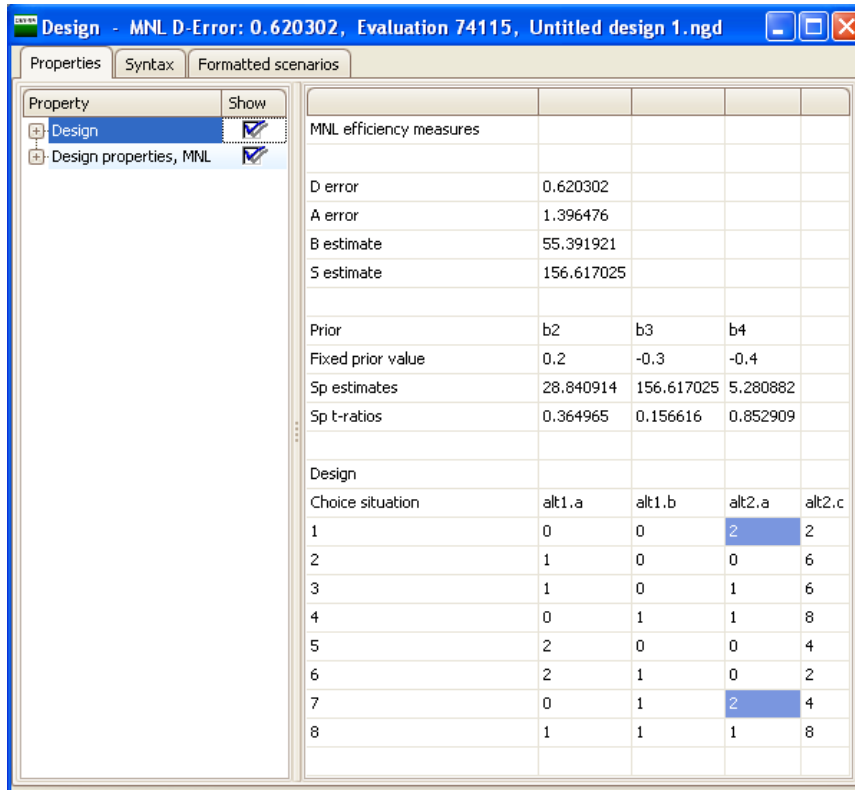 Design - MNL D-Error: 0.620302, Evaluation 74115, Untitled design 1.ngd
Properties Syntax Formatted scenarios
Property Show
Design
Design properties, MNL
MNL efficiency measures
D error 0.620302
A error 1.396476
B estimate 55.391921
S estimate 156.617025
Prior b2 b3 b4
Fixed prior value 0.2 -0.3 -0.4
Sp estimates 28.840914 156.617025 5.280882
Sp t-ratios 0.364965 0.156616 0.852909
Design
Choice situation alt1.a alt1.b alt2.a alt2.c
1 0 0 2 2
2 1 0 0 6
3 1 0 1 6
4 0 1 1 8
5 2 0 0 4
6 2 1 0 2
7 0 1 2 4
8 1 1 1 8